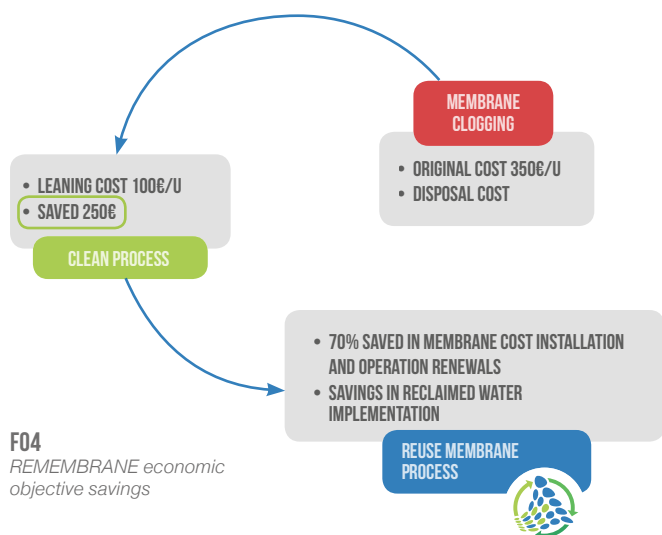 MEMBRANE
CLOGGING
• ORIGINAL COST 350€/U
• DISPOSAL COST
• LEANING COST 100€/U
• SAVED 250€
CLEAN PROCESS
• 70% SAVED IN MEMBRANE COST INSTALLATION
AND OPERATION RENEWALS
• SAVINGS IN RECLAIMED WATER
IMPLEMENTATION
REUSE MEMBRANE
PROCESS
F04
REMEMBRANE economic
objective savings